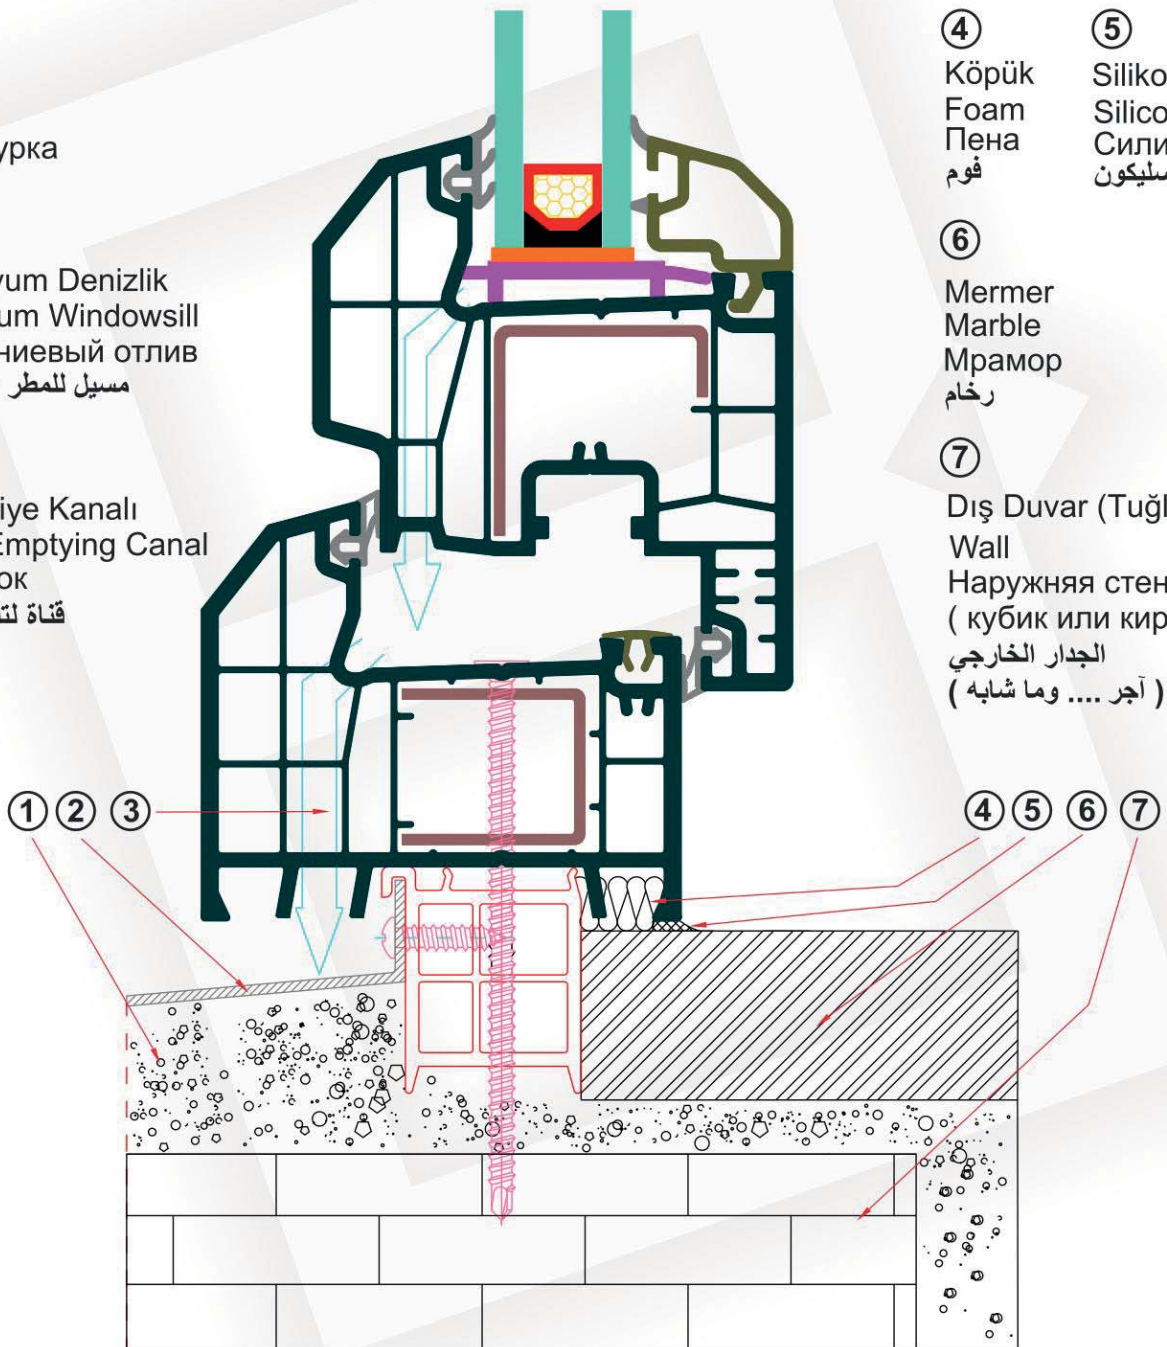 урка
yum Denizlik
um Windowsill
ниевый отлив
مسيل للمطر
iye Kanalı
Emptying Canal
ок
قناة لت
④
Köpük
Foam
Пена
فوم
⑤
Siliko
Silico
Сили
سليكون
⑥
Mermer
Marble
Мрамор
رخام
⑦
Dış Duvar (Tuğl
Wall
Наружняя стен
( кубик или кир
الجدار الخارجي
( آجر .... وما شابه )
① ② ③
④ ⑤ ⑥ ⑦